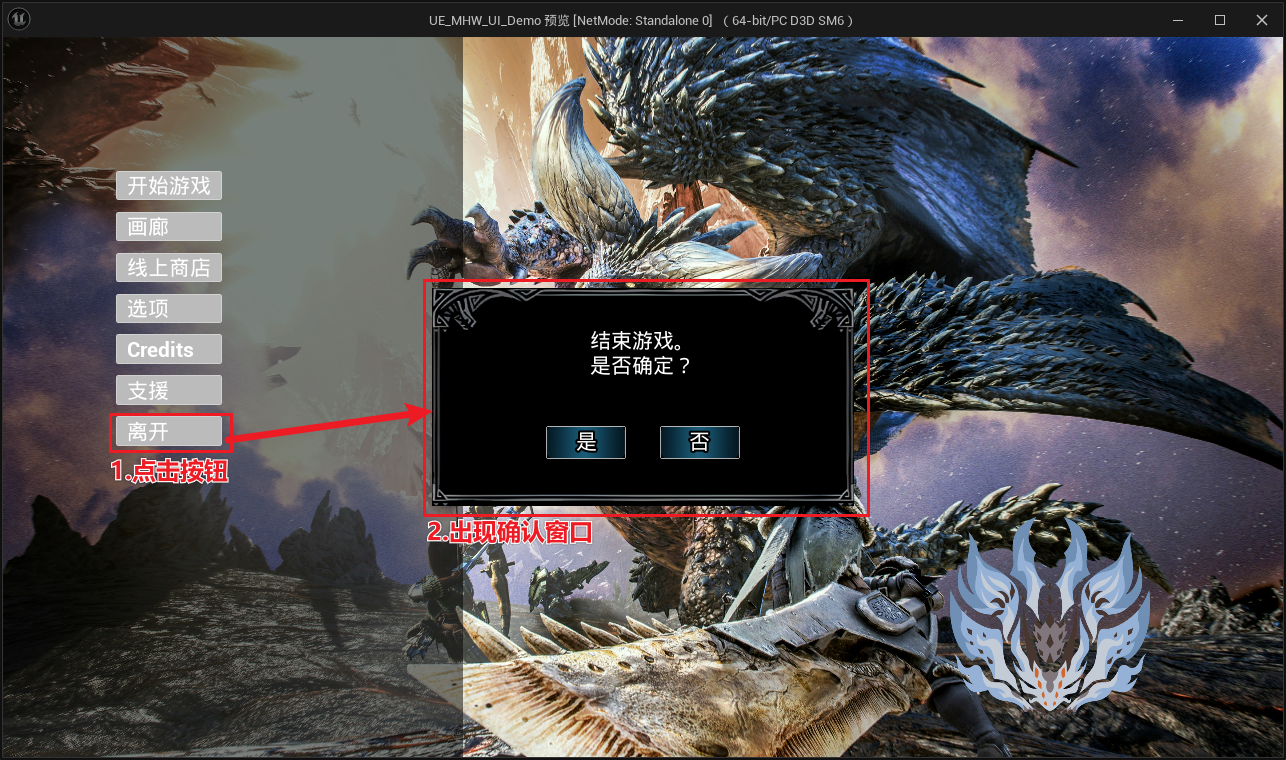 UE_MHW_UI_Demo 预览 [NetMode: Standalone 0] （64-bit/PC D3D SM6）
开始游戏
画廊
线上商店
选项
Credits
支援
离开
1.点击按钮
结束游戏。
是否确定？
是
否
2.出现确认窗口